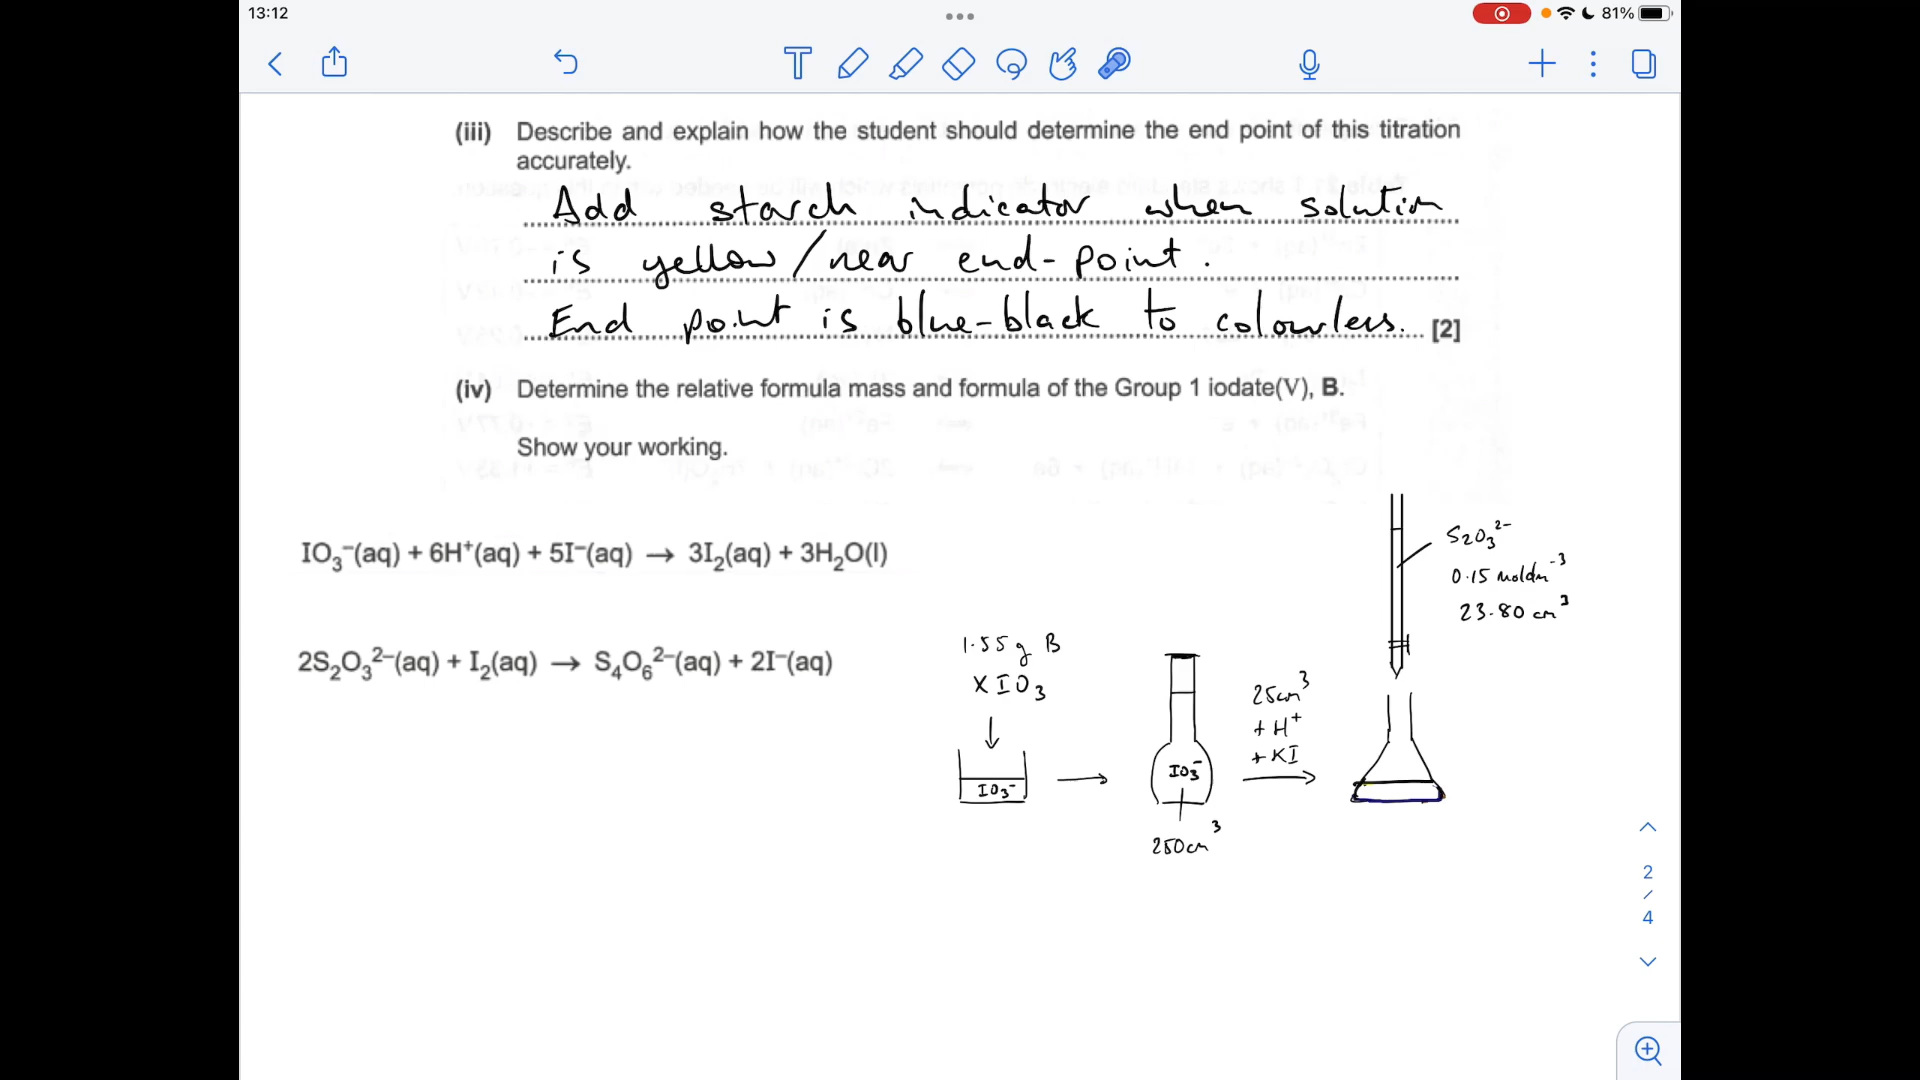 13:12
81%
(iii) Describe and explain how the student should determine the end point of this titration
accurately.
Add starch indicator when solution
is yellow/near end-point.
End point is blue-black to colourless. [2]
(iv) Determine the relative formula mass and formula of the Group 1 iodate(V), B.
Show your working.
IO₃⁻(aq) + 6H⁺(aq) + 5I⁻(aq) → 3I₂(aq) + 3H₂O(l)
2S₂O₃²⁻(aq) + I₂(aq) → S₄O₆²⁻(aq) + 2I⁻(aq)
1.55g B
XIO₃
IO₃⁻
IO₃⁻
250cm³
25cm³
+ H⁺
+ KI
S₂O₃²⁻
0.15 moldm⁻³
23.80 cm³
2
/
4